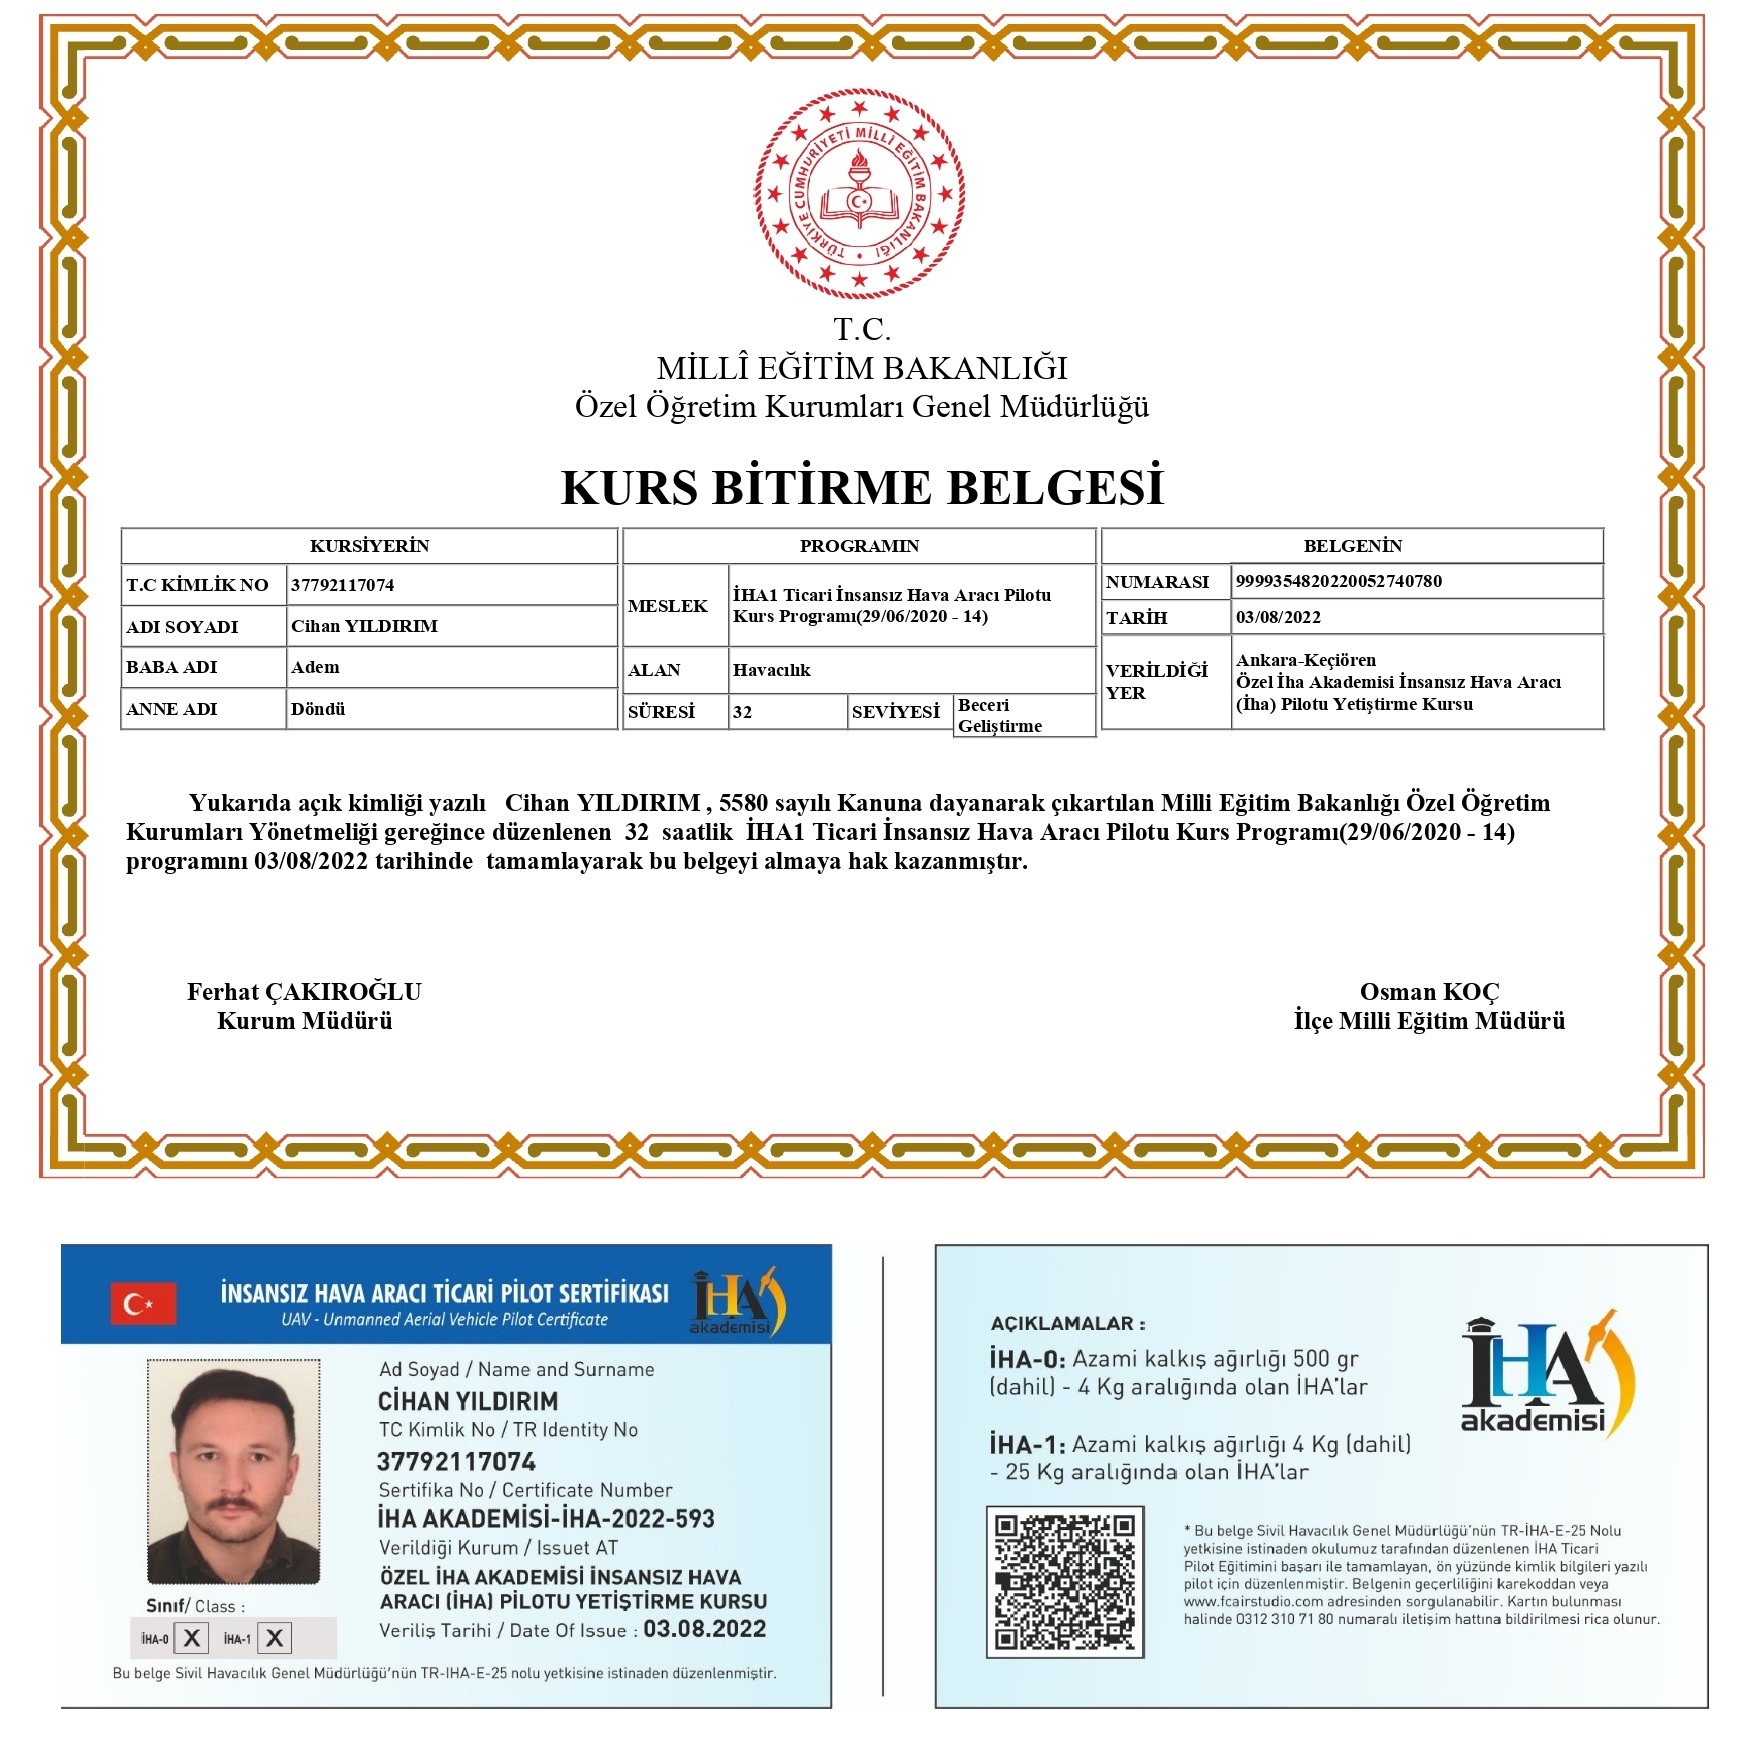 TÜRKİYE CUMHURİYETİ MİLLİ EĞİTİM BAKANLIĞI
T.C.
MİLLÎ EĞİTİM BAKANLIĞI
Özel Öğretim Kurumları Genel Müdürlüğü
KURS BİTİRME BELGESİ
KURSİYERİN
T.C KİMLİK NO 37792117074
ADI SOYADI Cihan YILDIRIM
BABA ADI Adem
ANNE ADI Döndü
PROGRAMIN
MESLEK İHA1 Ticari İnsansız Hava Aracı Pilotu
Kurs Programı(29/06/2020 - 14)
ALAN Havacılık
SÜRESİ 32 SEVİYESİ Beceri
Geliştirme
BELGENİN
NUMARASI 9999354820220052740780
TARİH 03/08/2022
VERİLDİĞİ
YER
Ankara-Keçiören
Özel İha Akademisi İnsansız Hava Aracı
(İha) Pilotu Yetiştirme Kursu
Yukarıda açık kimliği yazılı Cihan YILDIRIM , 5580 sayılı Kanuna dayanarak çıkartılan Milli Eğitim Bakanlığı Özel Öğretim
Kurumları Yönetmeliği gereğince düzenlenen 32 saatlik İHA1 Ticari İnsansız Hava Aracı Pilotu Kurs Programı(29/06/2020 - 14)
programını 03/08/2022 tarihinde tamamlayarak bu belgeyi almaya hak kazanmıştır.
Ferhat ÇAKIROĞLU
Kurum Müdürü
Osman KOÇ
İlçe Milli Eğitim Müdürü
İNSANSIZ HAVA ARACI TİCARİ PİLOT SERTİFİKASI
UAV - Unmanned Aerial Vehicle Pilot Certificate
İHA
akademisi
Ad Soyad / Name and Surname
CİHAN YILDIRIM
TC Kimlik No / TR Identity No
37792117074
Sertifika No / Certificate Number
İHA AKADEMİSİ-İHA-2022-593
Verildiği Kurum / Issuet AT
ÖZEL İHA AKADEMİSİ İNSANSIZ HAVA
ARACI (İHA) PİLOTU YETİŞTİRME KURSU
Veriliş Tarihi / Date Of Issue : 03.08.2022
Sınıf/ Class :
İHA-0 X İHA-1 X
Bu belge Sivil Havacılık Genel Müdürlüğü'nün TR-IHA-E-25 nolu yetkisine istinaden düzenlenmiştir.
AÇIKLAMALAR :
İHA-0: Azami kalkış ağırlığı 500 gr
(dahil) - 4 Kg aralığında olan İHA'lar
İHA-1: Azami kalkış ağırlığı 4 Kg (dahil)
- 25 Kg aralığında olan İHA'lar
İHA
akademisi
* Bu belge Sivil Havacılık Genel Müdürlüğü'nün TR-İHA-E-25 Nolu
yetkisine istinaden okulumuz tarafından düzenlenen İHA Ticari
Pilot Eğitimini başarı ile tamamlayan, ön yüzünde kimlik bilgileri yazılı
pilot için düzenlenmiştir. Belgenin geçerliliğini karekoddan veya
www.fcairstudio.com adresinden sorgulanabilir. Kartın bulunması
halinde 0312 310 71 80 numaralı iletişim hattına bildirilmesi rica olunur.